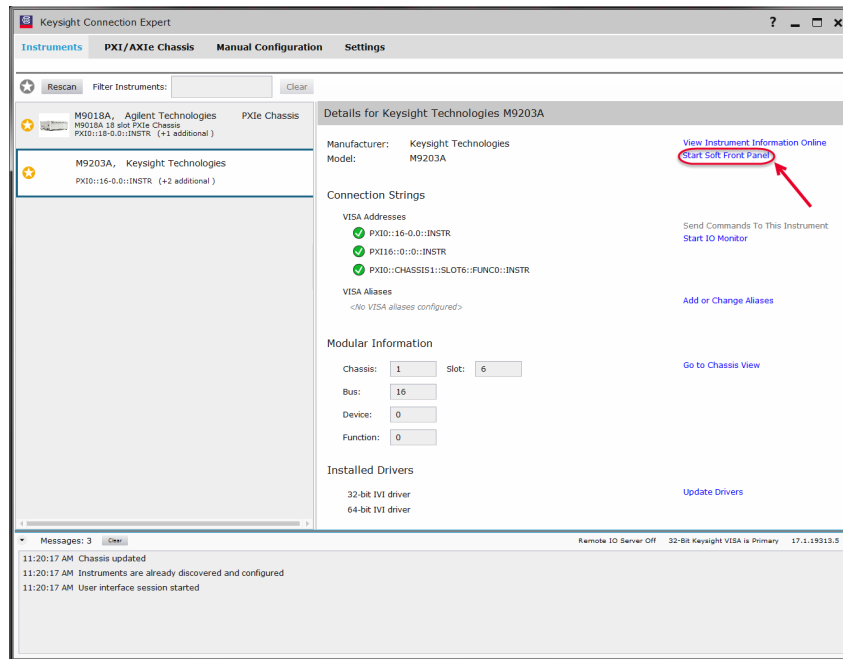 Keysight Connection Expert
? 
Instruments PXI/AXIe Chassis Manual Configuration Settings
Rescan Filter Instruments: Clear
M9018A, Agilent Technologies PXIe Chassis
M9018A 18 slot PXIe Chassis
PXI0::18-0.0::INSTR (+1 additional )
M9203A, Keysight Technologies
PXI0::16-0.0::INSTR (+2 additional )
Details for Keysight Technologies M9203A
Manufacturer: Keysight Technologies
Model: M9203A
View Instrument Information Online
Start Soft Front Panel
Connection Strings
VISA Addresses
PXI0::16-0.0::INSTR
PXI16::0::0::INSTR
PXI0::CHASSIS1::SLOT6::FUNC0::INSTR
Send Commands To This Instrument
Start IO Monitor
VISA Aliases
<No VISA aliases configured>
Add or Change Aliases
Modular Information
Chassis: 1 Slot: 6
Go to Chassis View
Bus: 16
Device: 0
Function: 0
Installed Drivers
32-bit IVI driver
64-bit IVI driver
Update Drivers
Messages: 3 Clear
Remote IO Server Off 32-Bit Keysight VISA is Primary 17.1.19313.5
11:20:17 AM Chassis updated
11:20:17 AM Instruments are already discovered and configured
11:20:17 AM User interface session started